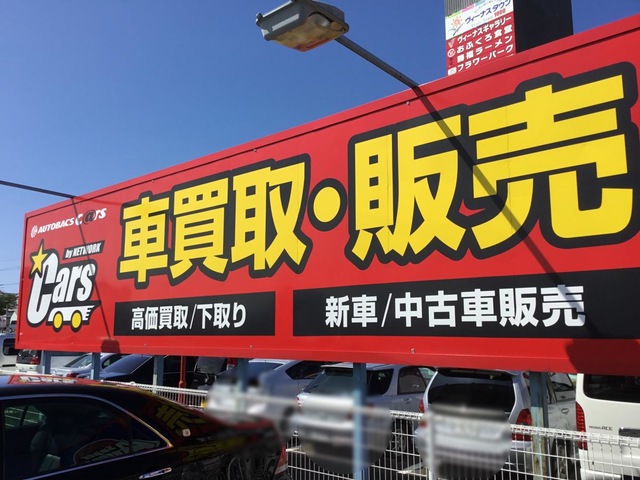 ヴィーナスタウン
ヴィーナスギャラリー
おふくろ食堂
麺場ラーメン
フラワーパーク
AUTOBACS C@rs
車買取・販売
by NETWORK
Cars
高価買取/下取り
新車/中古車販売